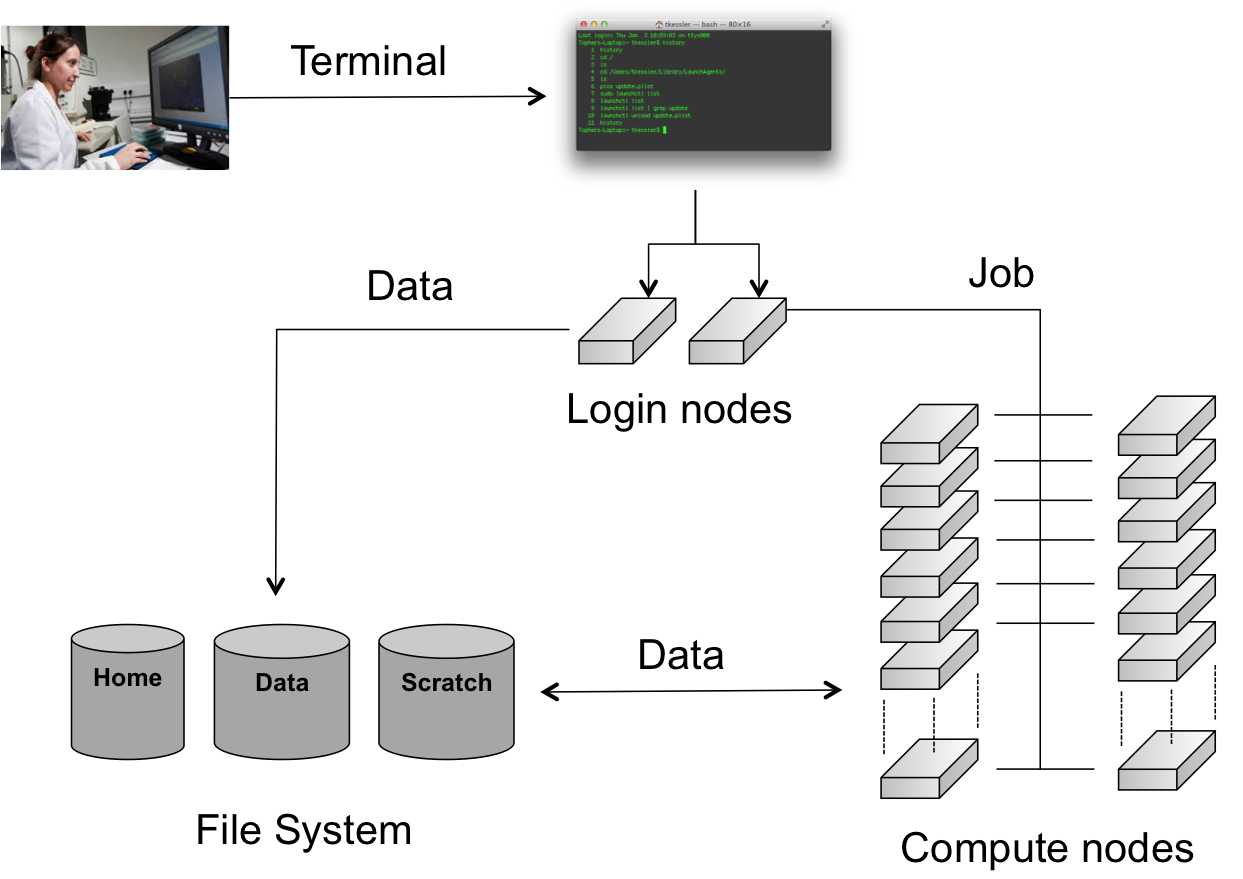 Terminal
tkessler — bash — 80×16
Last login: Thu Jan 3 10:59:03 on ttys000
Tophers-Laptop:~ tkessler$ history
1 history
2 cd /
3 ls
4 cd /Users/tkessler/Library/LaunchAgents/
5 ls
6 pico update.plist
7 sudo launchctl list
8 launchctl list
9 launchctl list | grep update
10 launchctl unload update.plist
11 history
Tophers-Laptop:~ tkessler$
Data
Job
Login nodes
Home
Data
Scratch
Data
File System
Compute nodes